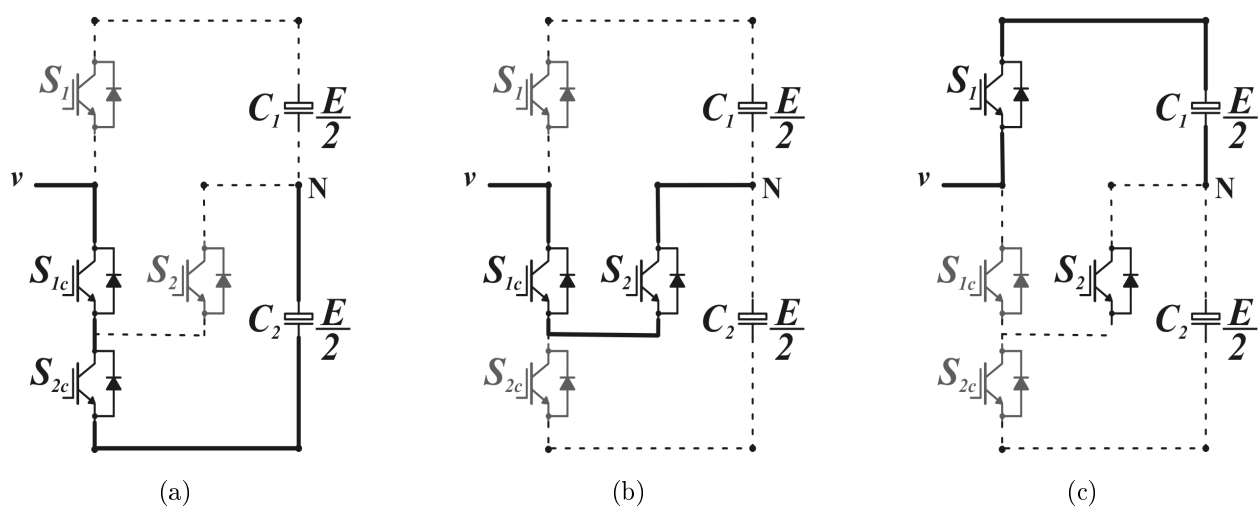 S1 C1 E/2
v N
S1c S2 C2 E/2
S2c
(a)
S1 C1 E/2
v N
S1c S2 C2 E/2
S2c
(b)
S1 C1 E/2
v N
S1c S2 C2 E/2
S2c
(c)